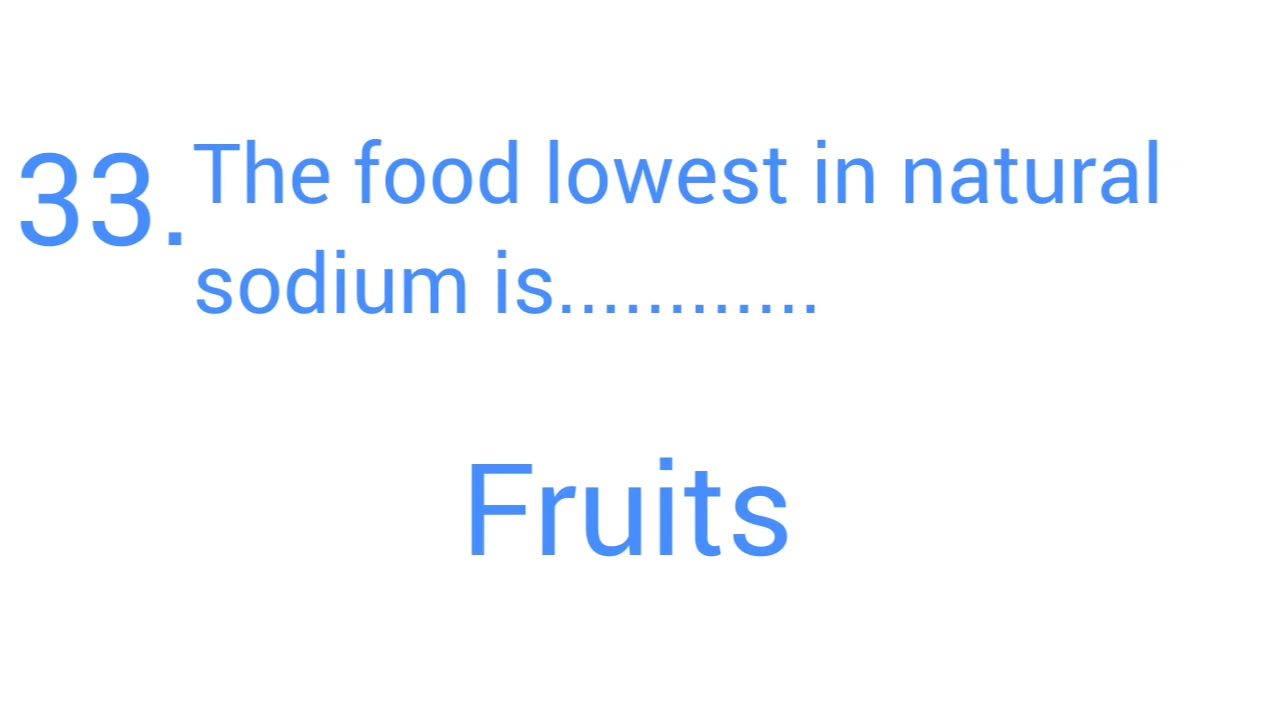 33. The food lowest in natural
sodium is............
Fruits